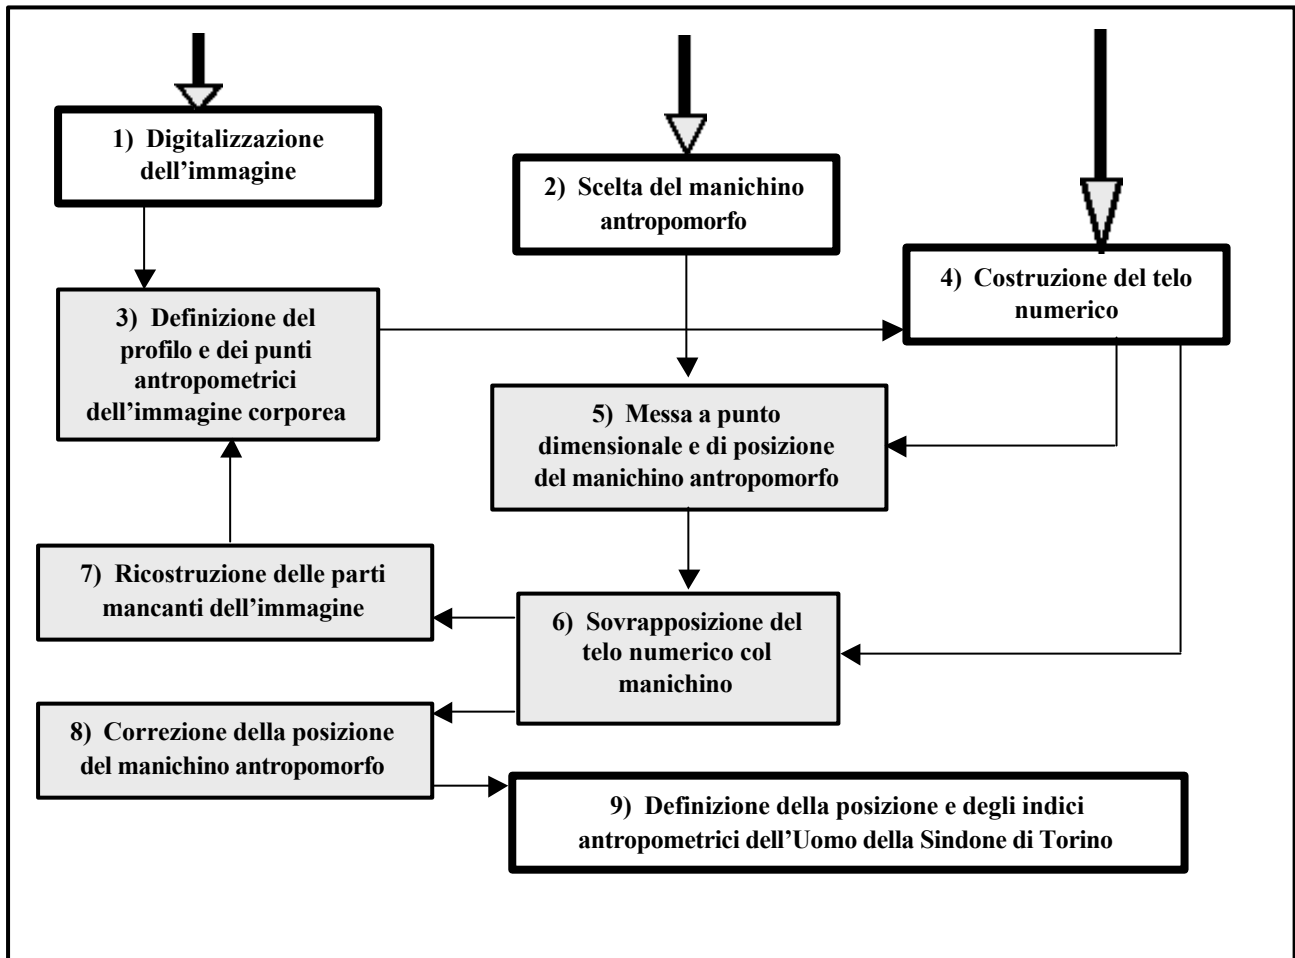 1) Digitalizzazione
dell’immagine
2) Scelta del manichino
antropomorfo
3) Definizione del
profilo e dei punti
antropometrici
dell’immagine corporea
4) Costruzione del telo
numerico
5) Messa a punto
dimensionale e di posizione
del manichino antropomorfo
6) Sovrapposizione del
telo numerico col
manichino
7) Ricostruzione delle parti
mancanti dell’immagine
8) Correzione della posizione
del manichino antropomorfo
9) Definizione della posizione e degli indici
antropometrici dell’Uomo della Sindone di Torino